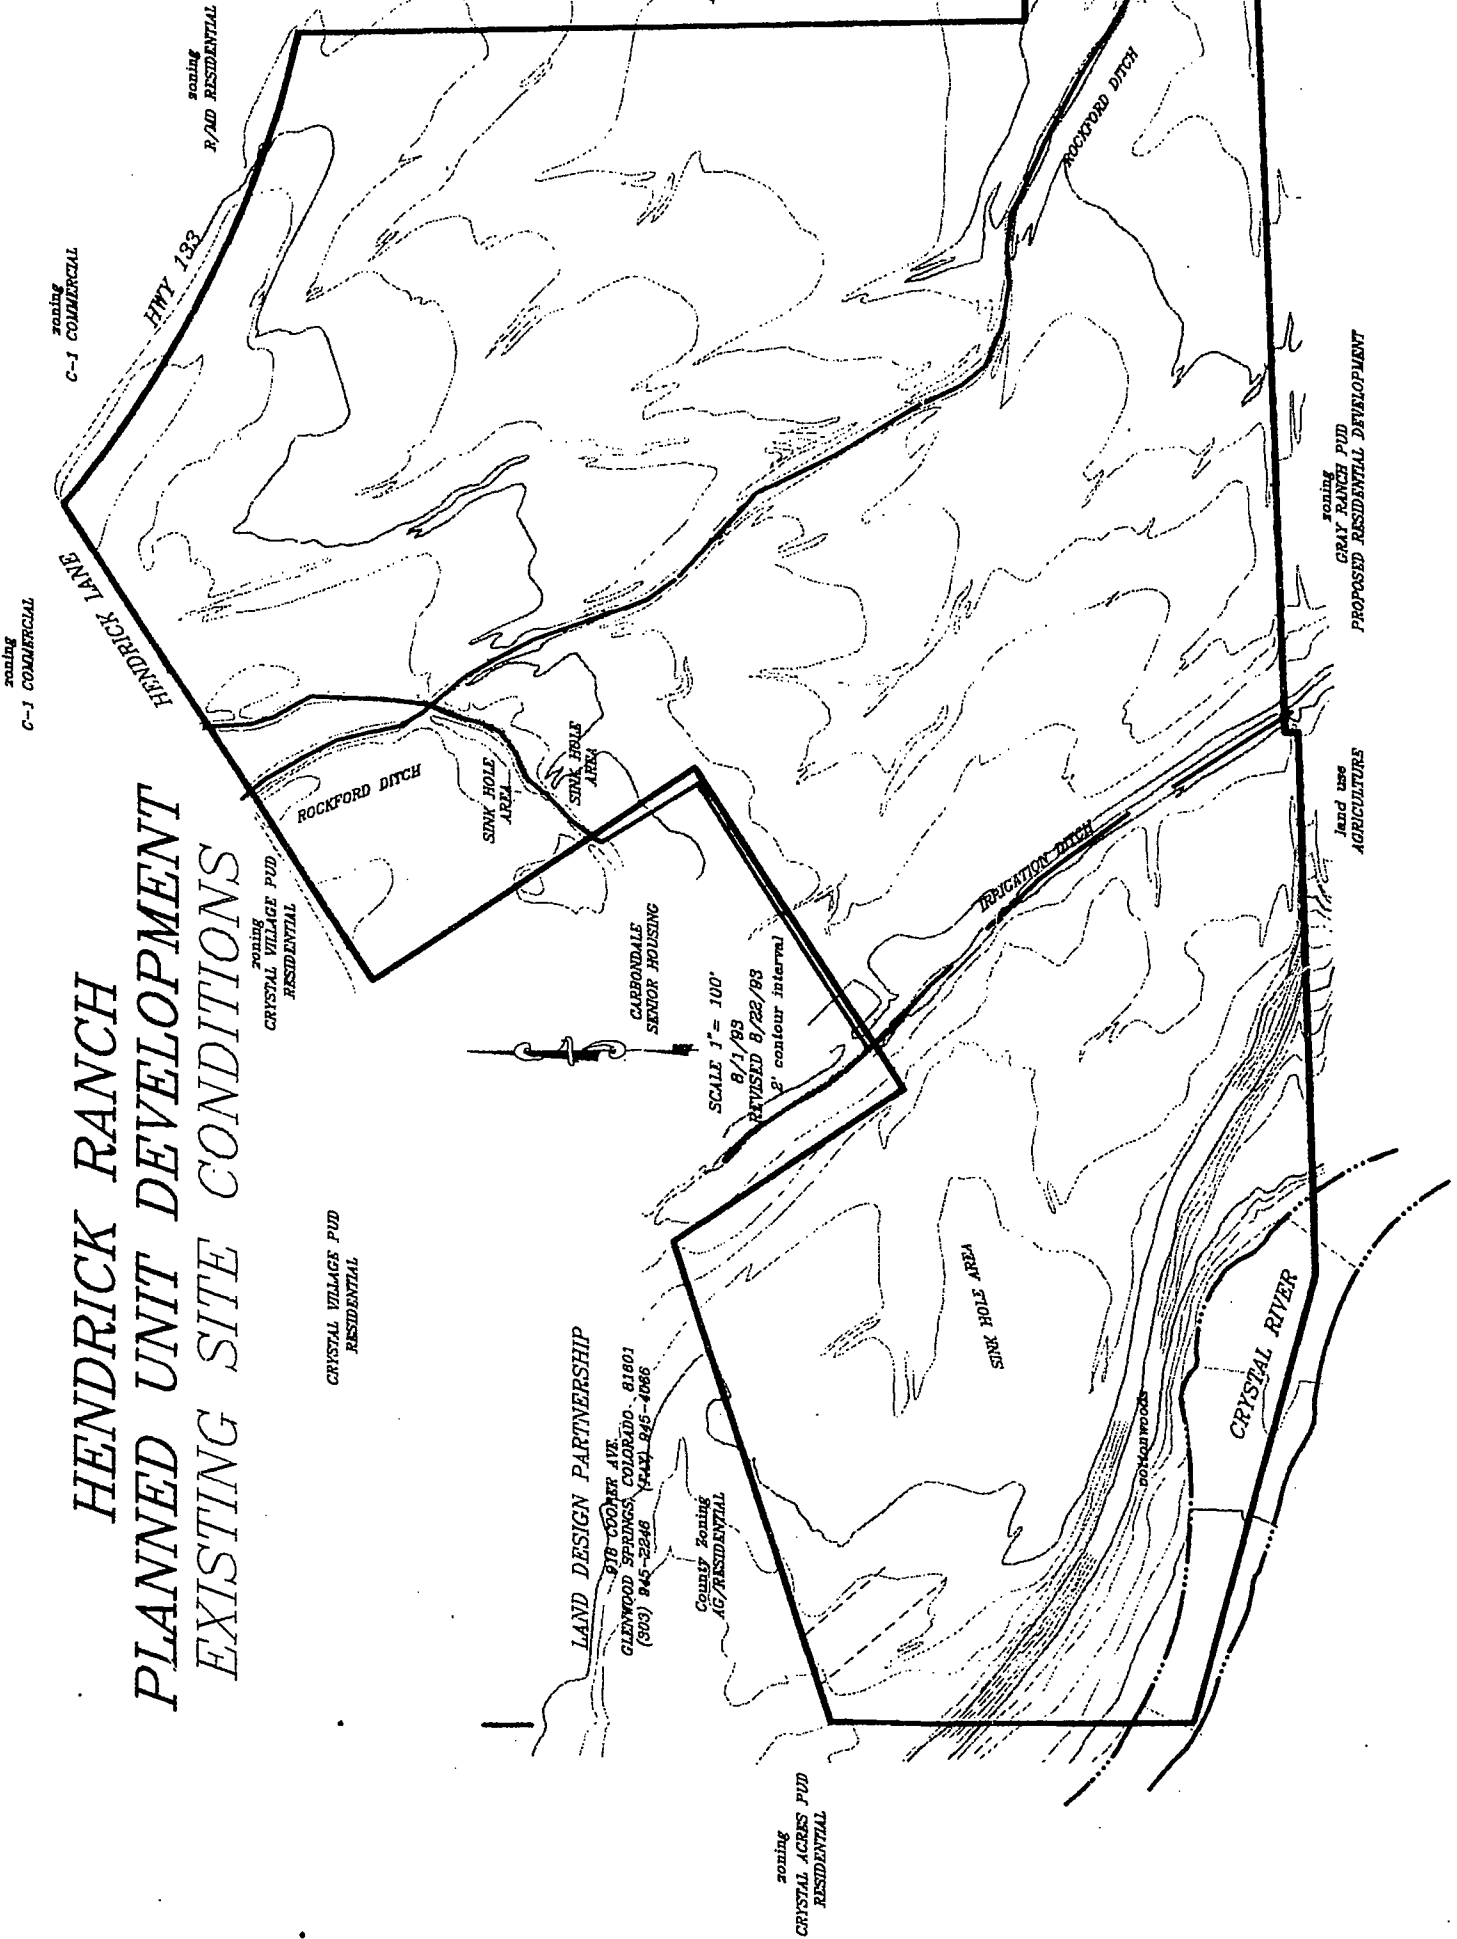 HENDRICK RANCH
PLANNED UNIT DEVELOPMENT
EXISTING SITE CONDITIONS
zoning
C-1 COMMERCIAL
zoning
C-1 COMMERCIAL
zoning
R/MD RESIDENTIAL
HWY 133
HENDRICK LANE
zoning
CRYSTAL VILLAGE PUD
RESIDENTIAL
CRYSTAL VILLAGE PUD
RESIDENTIAL
ROCKFORD DITCH
SINK HOLE
AREA
SINK HOLE
AREA
ROCKFORD DITCH
CARBONDALE
SENIOR HOUSING
SCALE 1"= 100'
8/1/93
REVISED 8/22/93
2' contour interval
LAND DESIGN PARTNERSHIP
918 COOPER AVE.
GLENWOOD SPRINGS, COLORADO 81601
(303) 945-2246 (FAX) 945-4066
County Zoning
AG/RESIDENTIAL
IRRIGATION DITCH
SINK HOLE AREA
cottonwoods
CRYSTAL RIVER
zoning
GRAY RANCH PUD
PROPOSED RESIDENTIAL DEVELOPMENT
land use
AGRICULTURE
zoning
CRYSTAL ACRES PUD
RESIDENTIAL